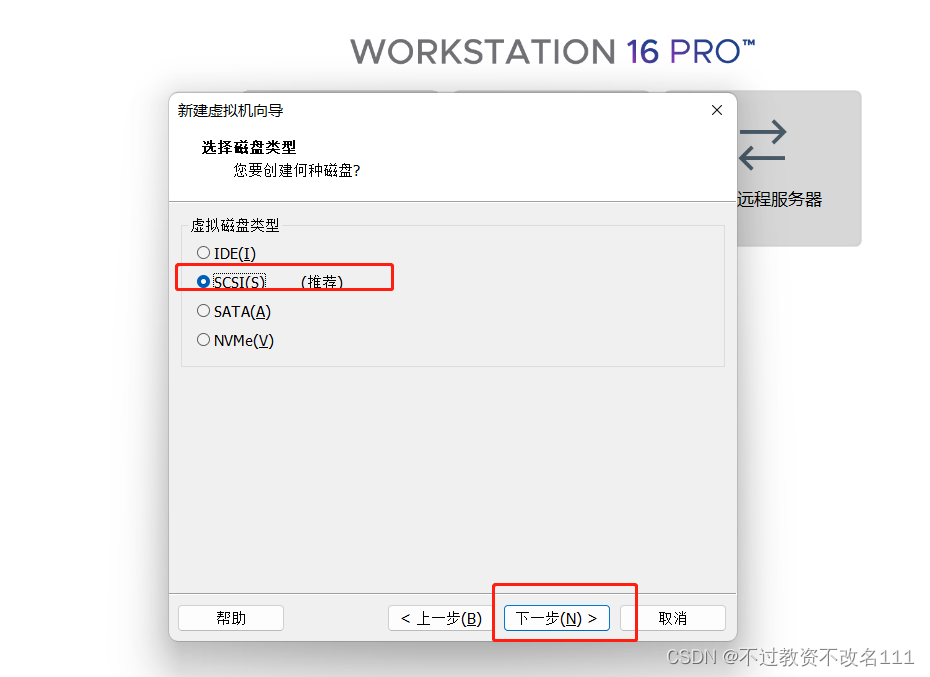 WORKSTATION 16 PRO™
新建虚拟机向导
选择磁盘类型
您要创建何种磁盘?
远程服务器
虚拟磁盘类型
IDE(I)
SCSI(S) (推荐)
SATA(A)
NVMe(V)
帮助 < 上一步(B) 下一步(N) > 取消
CSDN @不过教资不改名111